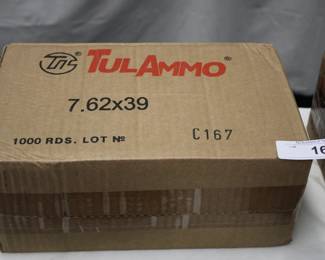 TULAMMO®
7.62x39
1000 RDS. LOT № C167
16